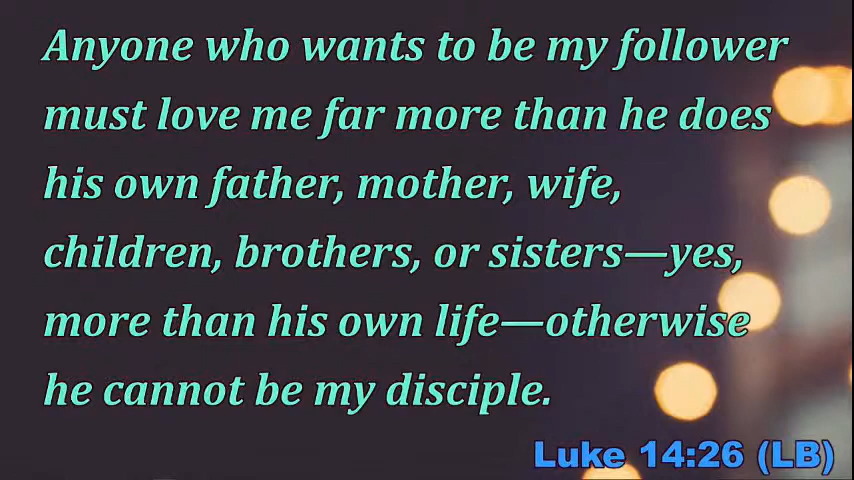 Anyone who wants to be my follower
must love me far more than he does
his own father, mother, wife,
children, brothers, or sisters—yes,
more than his own life—otherwise
he cannot be my disciple.
Luke 14:26 (LB)